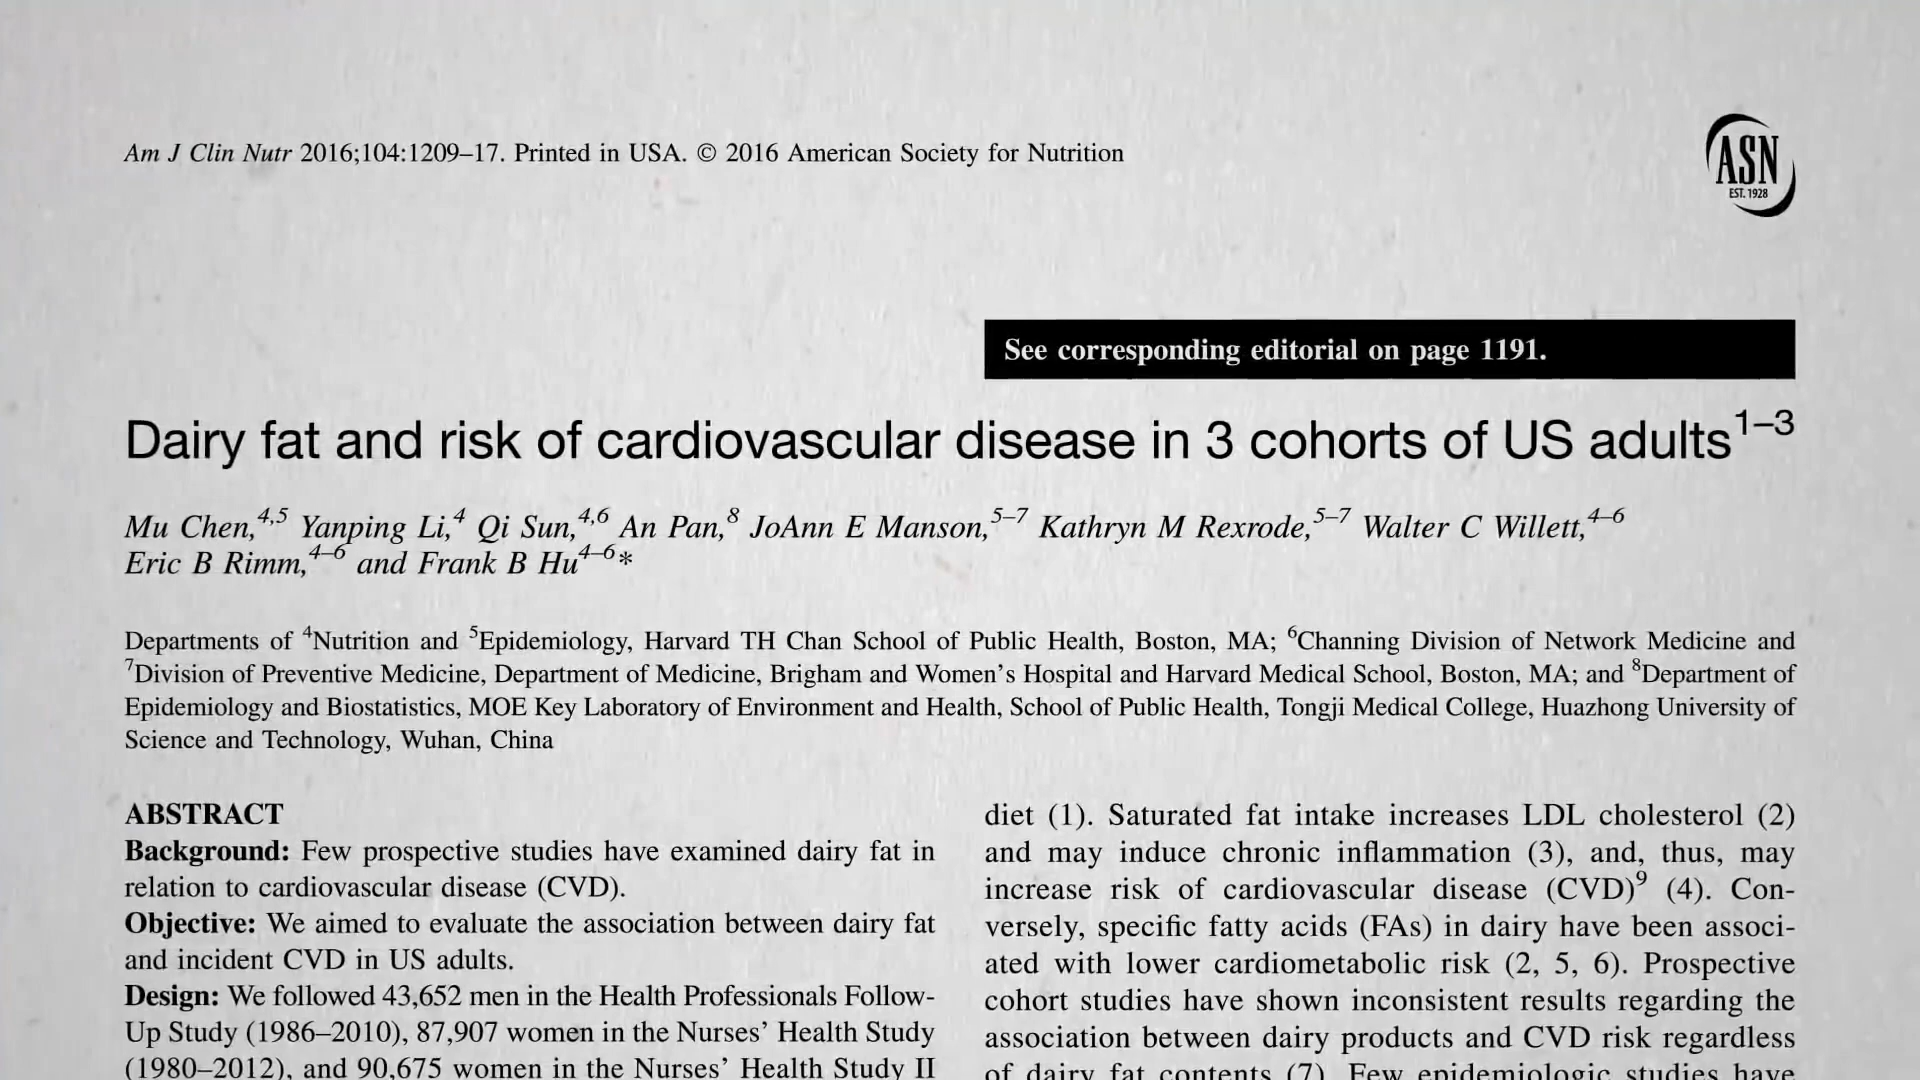 Am J Clin Nutr 2016;104:1209–17. Printed in USA. © 2016 American Society for Nutrition
ASN
EST. 1928
See corresponding editorial on page 1191.
Dairy fat and risk of cardiovascular disease in 3 cohorts of US adults1–3
Mu Chen,4,5 Yanping Li,4 Qi Sun,4,6 An Pan,8 JoAnn E Manson,5–7 Kathryn M Rexrode,5–7 Walter C Willett,4–6
Eric B Rimm,4–6 and Frank B Hu4–6*
Departments of 4Nutrition and 5Epidemiology, Harvard TH Chan School of Public Health, Boston, MA; 6Channing Division of Network Medicine and
7Division of Preventive Medicine, Department of Medicine, Brigham and Women's Hospital and Harvard Medical School, Boston, MA; and 8Department of
Epidemiology and Biostatistics, MOE Key Laboratory of Environment and Health, School of Public Health, Tongji Medical College, Huazhong University of
Science and Technology, Wuhan, China
ABSTRACT
Background: Few prospective studies have examined dairy fat in
relation to cardiovascular disease (CVD).
Objective: We aimed to evaluate the association between dairy fat
and incident CVD in US adults.
Design: We followed 43,652 men in the Health Professionals Follow-
Up Study (1986–2010), 87,907 women in the Nurses' Health Study
(1980–2012), and 90,675 women in the Nurses' Health Study II
diet (1). Saturated fat intake increases LDL cholesterol (2)
and may induce chronic inflammation (3), and, thus, may
increase risk of cardiovascular disease (CVD)9 (4). Con-
versely, specific fatty acids (FAs) in dairy have been associ-
ated with lower cardiometabolic risk (2, 5, 6). Prospective
cohort studies have shown inconsistent results regarding the
association between dairy products and CVD risk regardless
of dairy fat contents (7). Few epidemiologic studies have